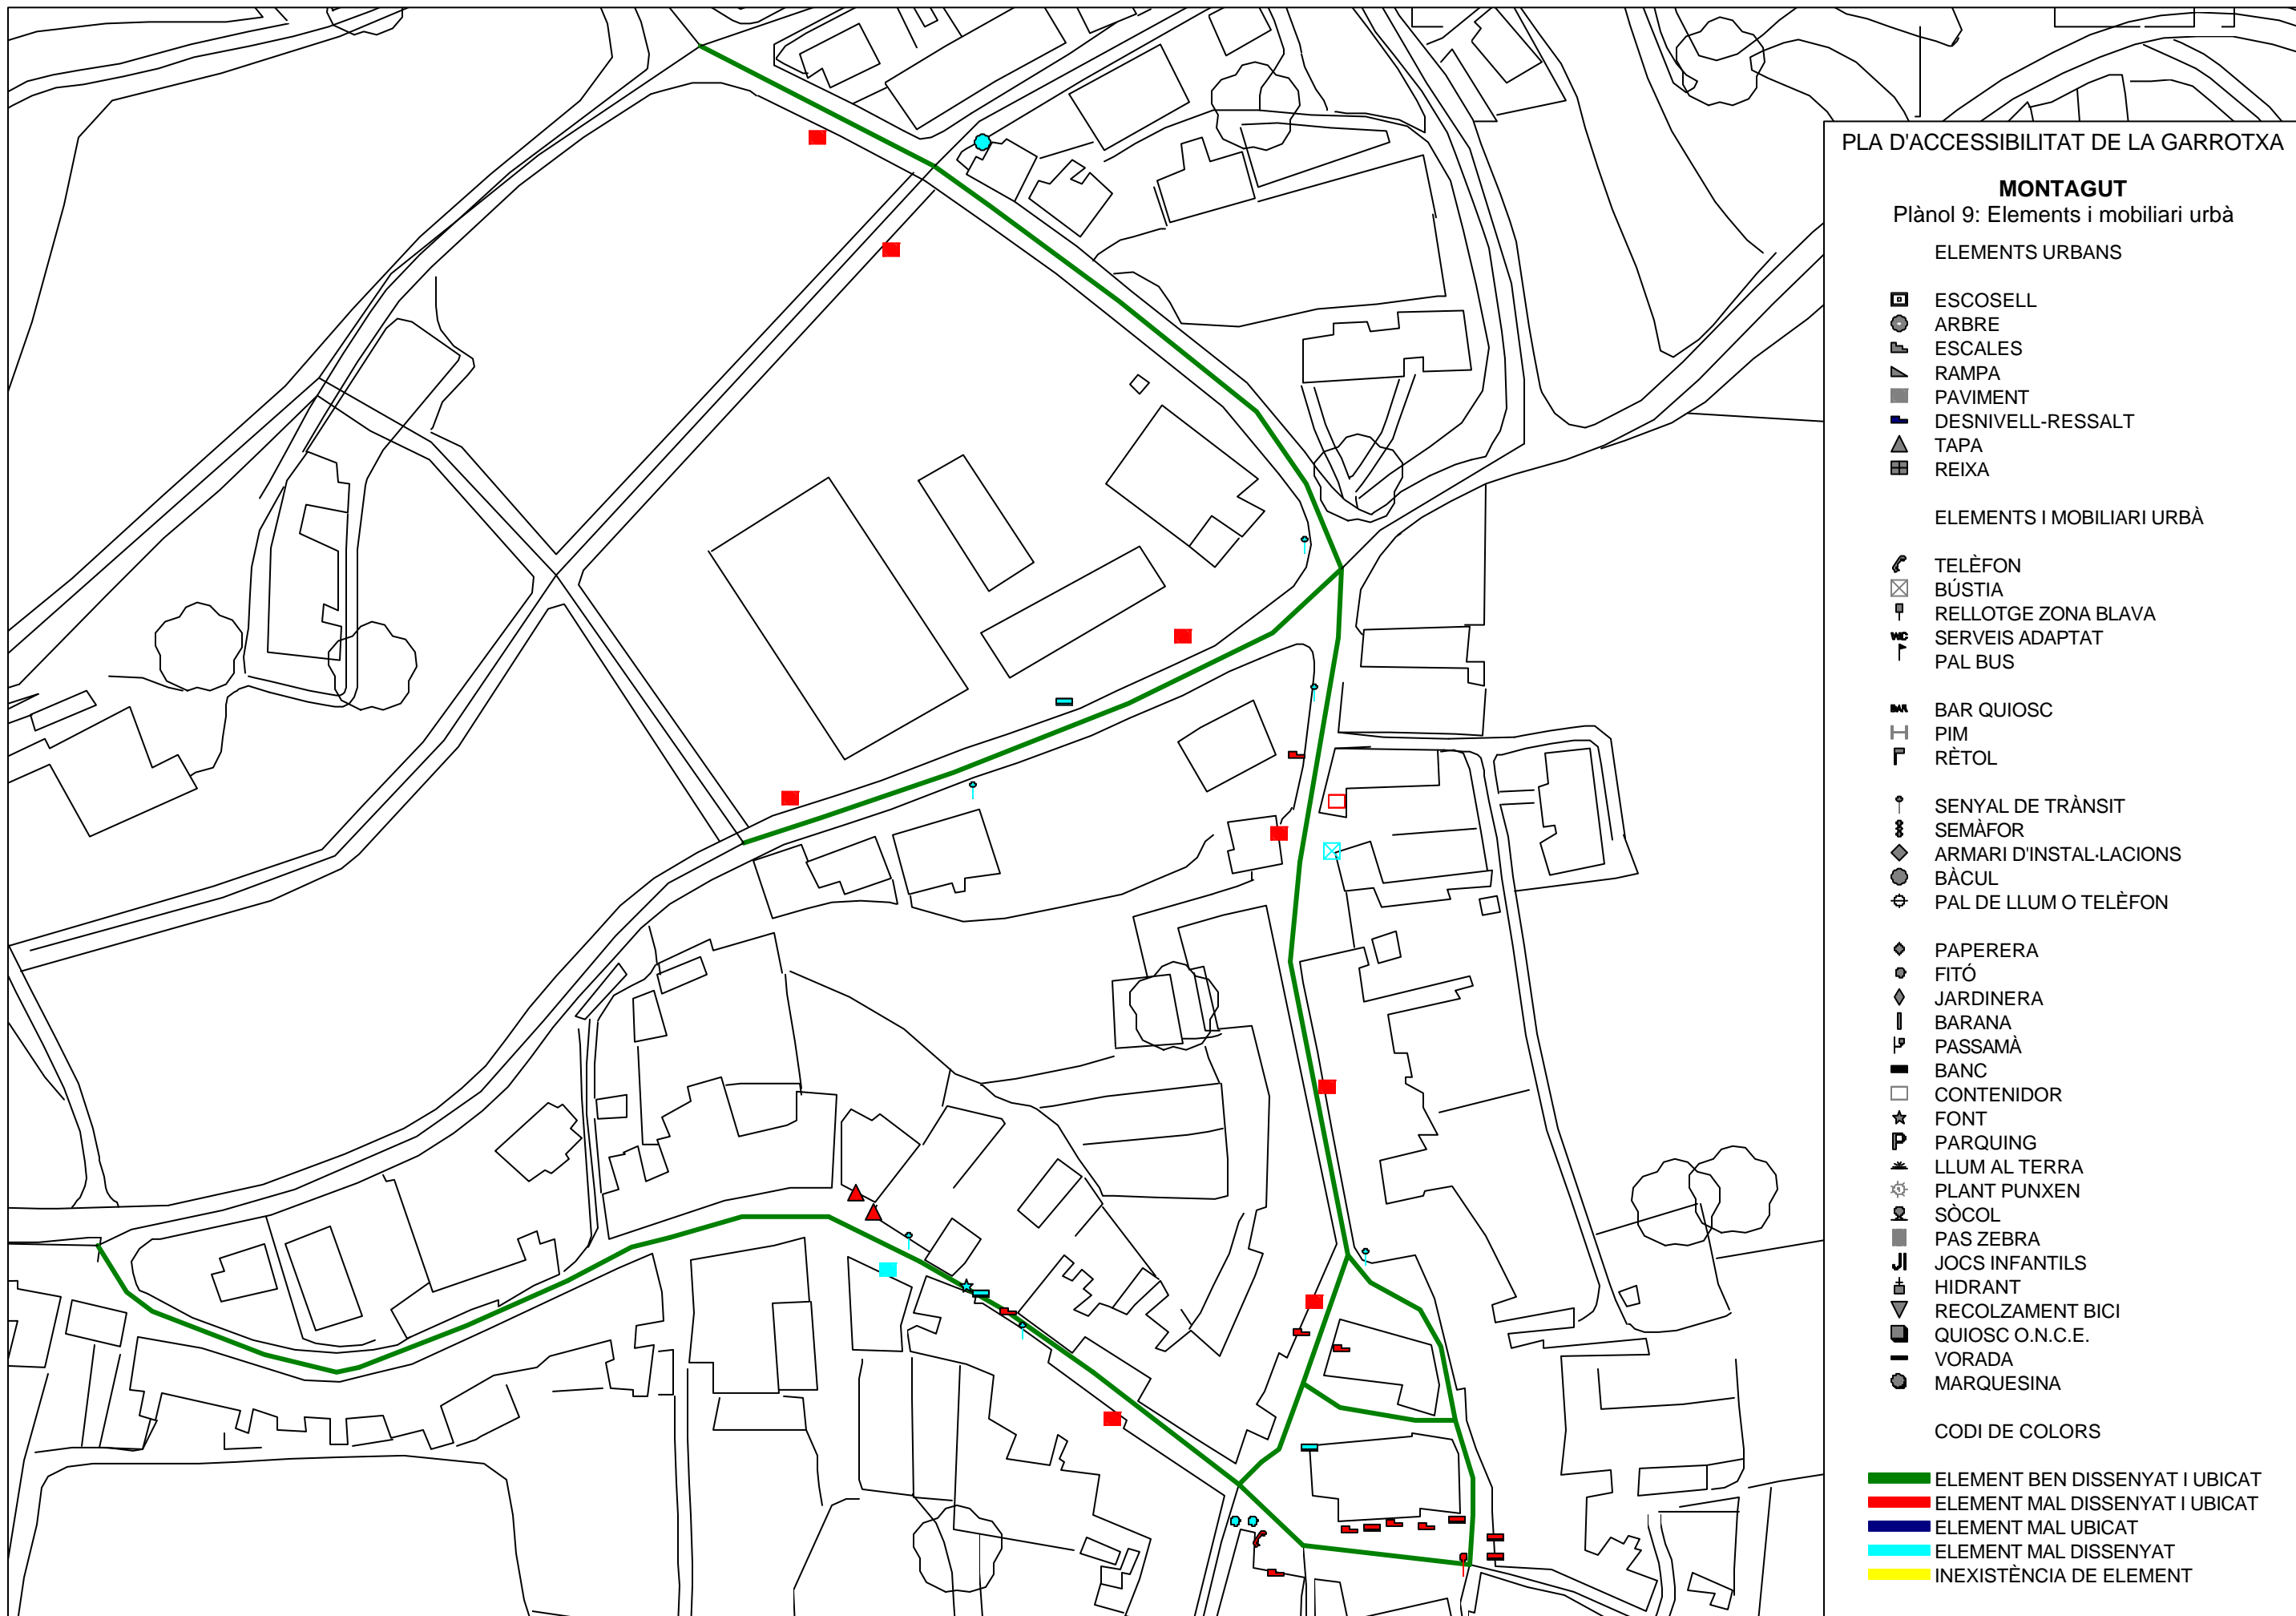 PLA D'ACCESSIBILITAT DE LA GARROTXA
MONTAGUT
Plànol 9: Elements i mobiliari urbà
ELEMENTS URBANS
ESCOSELL
ARBRE
ESCALES
RAMPA
PAVIMENT
DESNIVELL-RESSALT
TAPA
REIXA
ELEMENTS I MOBILIARI URBÀ
TELÈFON
BÚSTIA
RELLOTGE ZONA BLAVA
WC SERVEIS ADAPTAT
PAL BUS
BAR BAR QUIOSC
PIM
RÈTOL
SENYAL DE TRÀNSIT
SEMÀFOR
ARMARI D'INSTAL·LACIONS
BÀCUL
PAL DE LLUM O TELÈFON
PAPERERA
FITÓ
JARDINERA
BARANA
PASSAMÀ
BANC
CONTENIDOR
FONT
P PARQUING
LLUM AL TERRA
PLANT PUNXEN
SÒCOL
PAS ZEBRA
JI JOCS INFANTILS
HIDRANT
RECOLZAMENT BICI
QUIOSC O.N.C.E.
VORADA
MARQUESINA
CODI DE COLORS
ELEMENT BEN DISSENYAT I UBICAT
ELEMENT MAL DISSENYAT I UBICAT
ELEMENT MAL UBICAT
ELEMENT MAL DISSENYAT
INEXISTÈNCIA DE ELEMENT